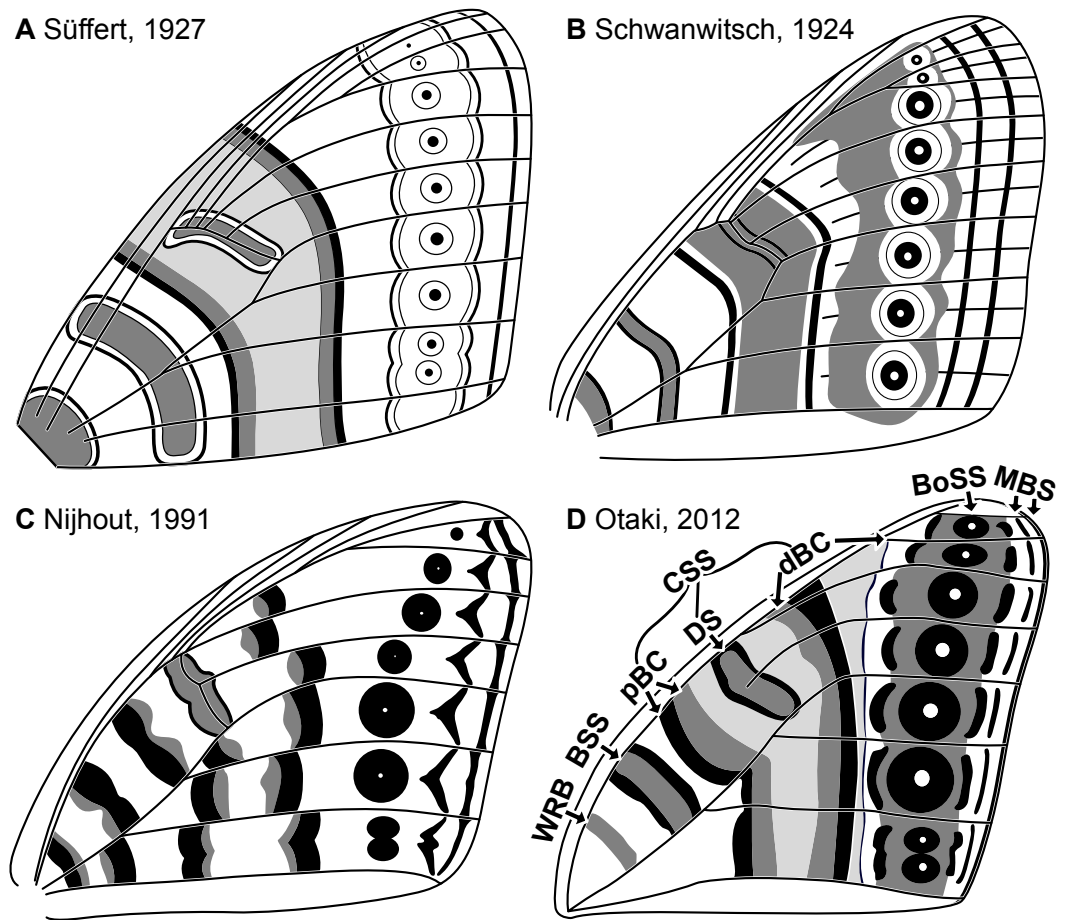 A Süffert, 1927
B Schwanwitsch, 1924
C Nijhout, 1991
D Otaki, 2012
BoSS
MBS
dBC
CSS
DS
pBC
BSS
WRB